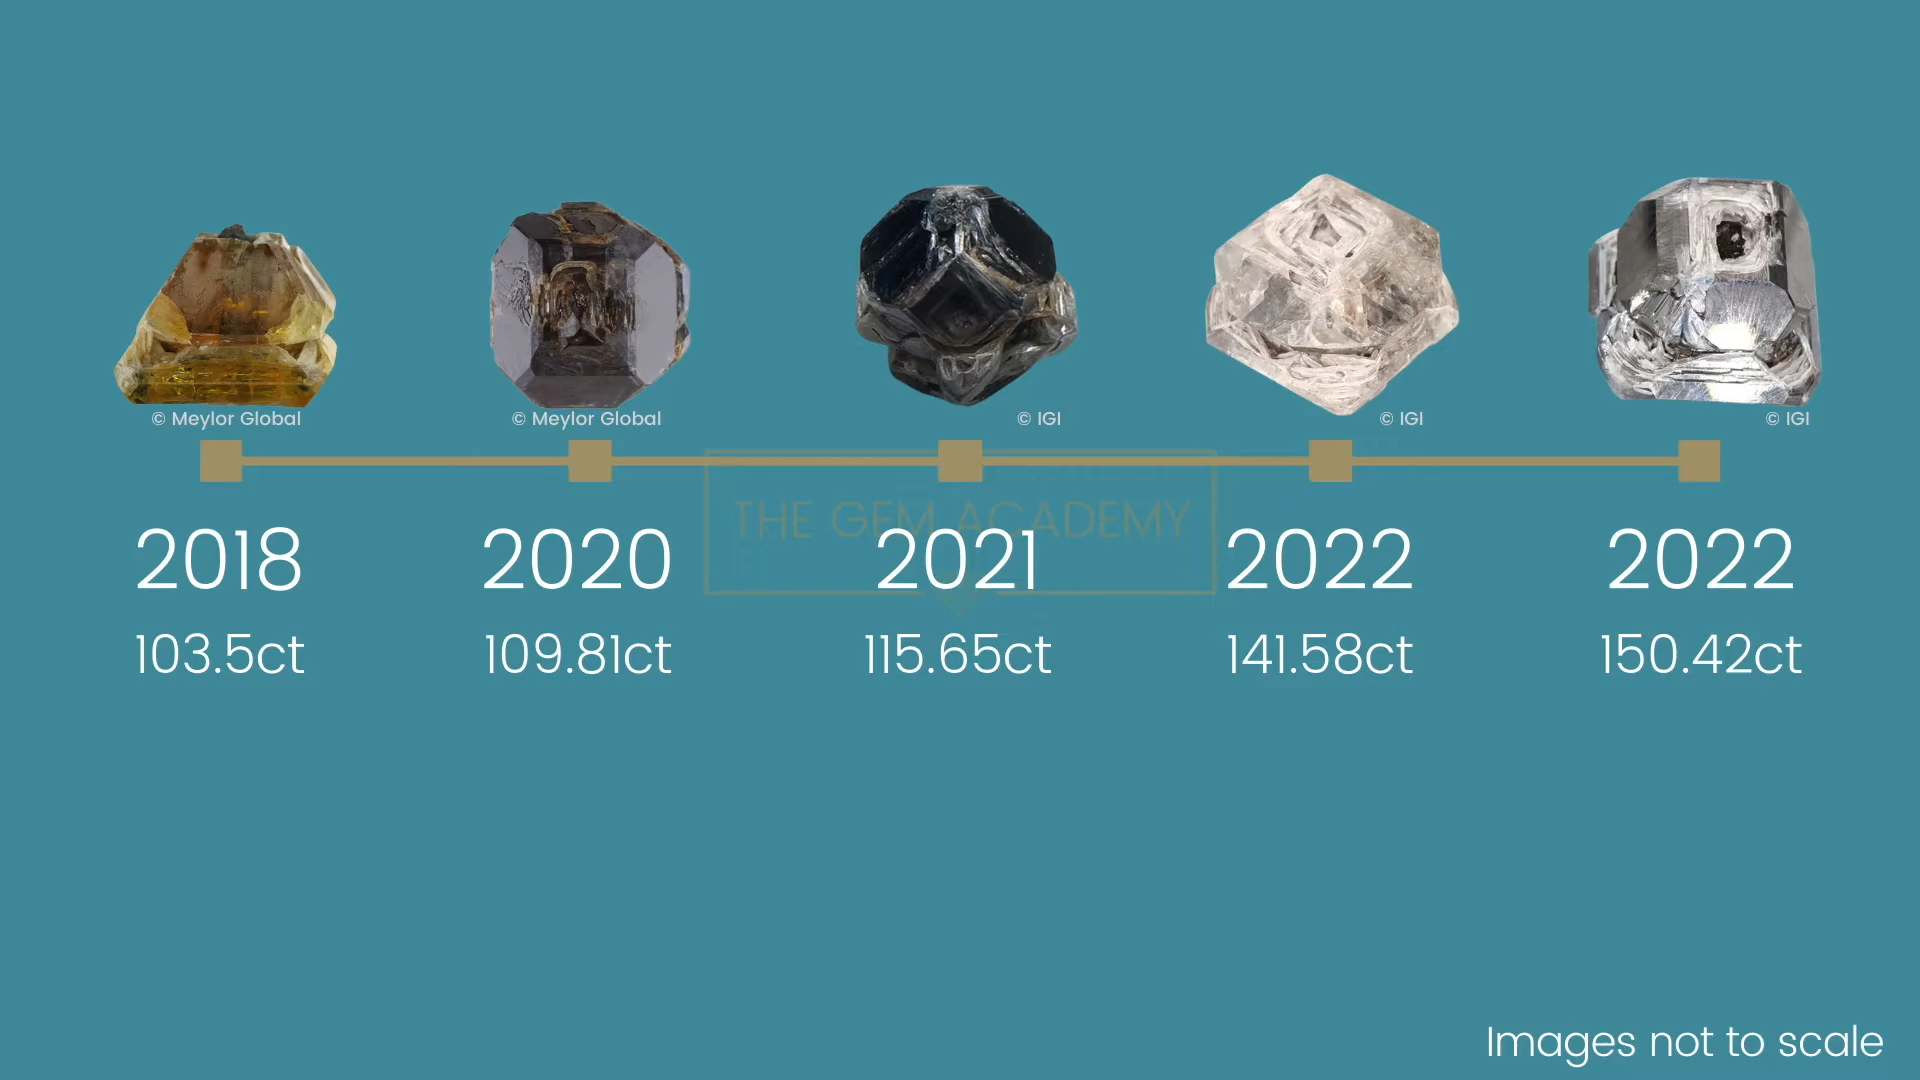 © Meylor Global
© Meylor Global
© IGI
© IGI
© IGI
THE GEM ACADEMY
2018
2020
2021
2022
2022
103.5ct
109.81ct
115.65ct
141.58ct
150.42ct
Images not to scale